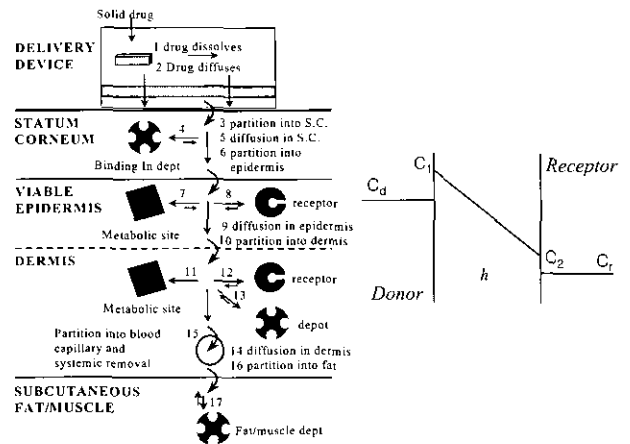 Solid drug
DELIVERY
DEVICE
1 drug dissolves
2 Drug diffuses
STATUM
CORNEUM
4
3 partition into S.C.
5 diffusion in S.C.
6 partition into
epidermis
Binding In dept
VIABLE
EPIDERMIS
7
8
receptor
Metabolic site
9 diffusion in epidermis
10 partition into dermis
DERMIS
11
12
receptor
Metabolic site
13
depot
Partition into blood
capillary and
systemic removal
15
14 diffusion in dermis
16 partition into fat
SUBCUTANEOUS
FAT/MUSCLE
17
Fat/muscle dept
Receptor
C1
Cd
C2
Cr
h
Donor